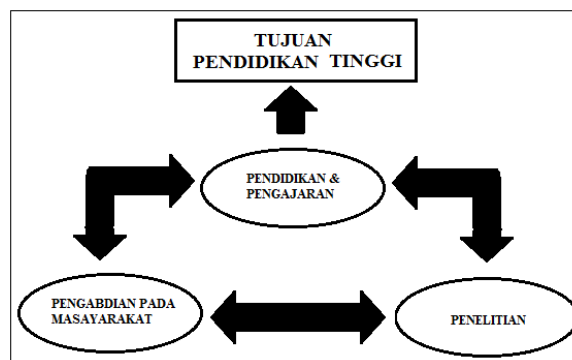 TUJUAN
PENDIDIKAN TINGGI
PENDIDIKAN &
PENGAJARAN
PENGABDIAN PADA
MASAYARAKAT
PENELITIAN